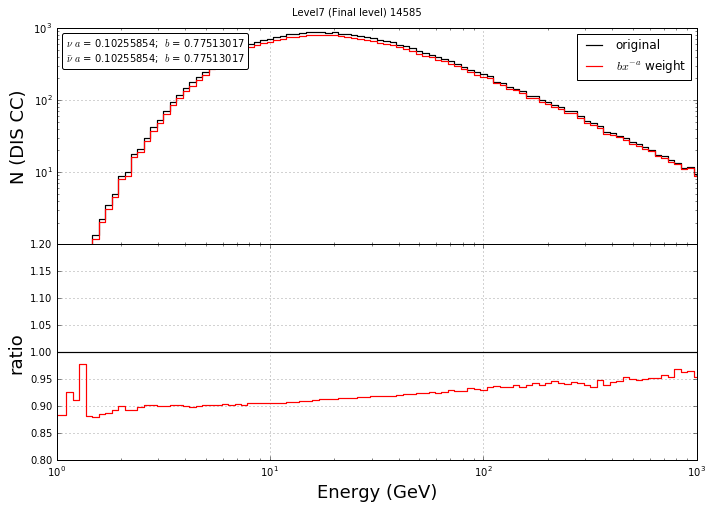 Level7 (Final level) 14585
10³
ν a = 0.10255854; b = 0.77513017
ν̄ a = 0.10255854; b = 0.77513017
original
bx⁻ᵃ weight
10²
10¹
N (DIS CC)
1.20
1.15
1.10
1.05
1.00
0.95
0.90
0.85
0.80
ratio
10⁰ 10¹ 10² 10³
Energy (GeV)